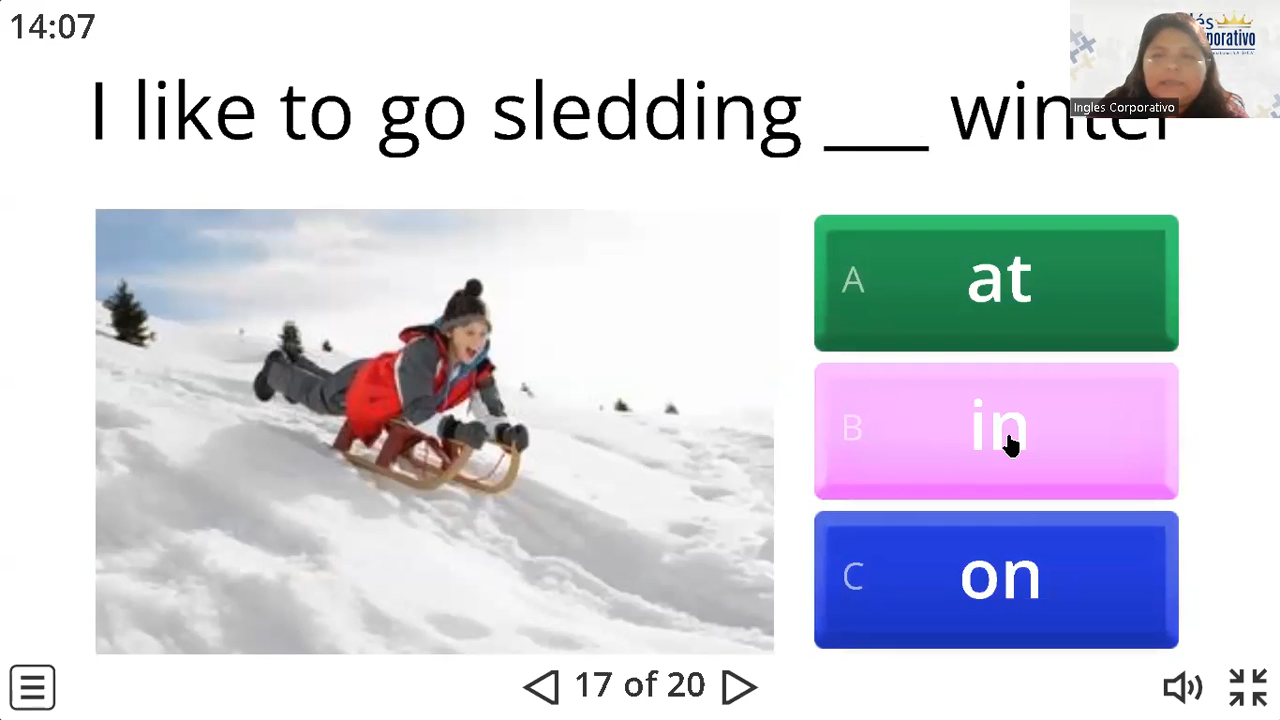 14:07
I like to go sledding ___ winter
Ingles Corporativo
A at
B in
C on
17 of 20